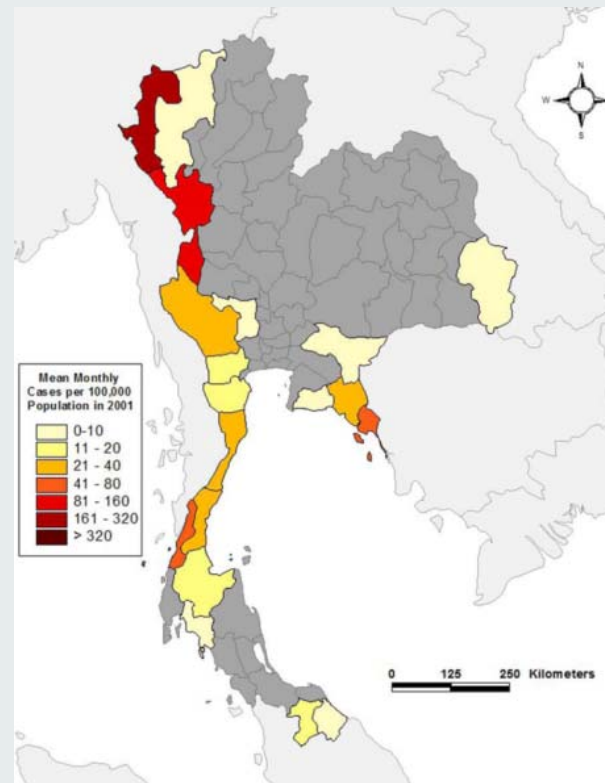 N
W
E
S
Mean Monthly
Cases per 100,000
Population in 2001
0-10
11 - 20
21 - 40
41 - 80
81 - 160
161 - 320
> 320
0 125 250 Kilometers